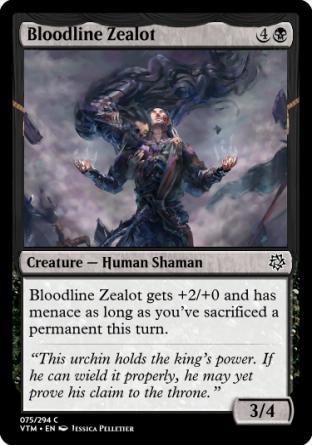 Bloodline Zealot 4
Creature — Human Shaman
Bloodline Zealot gets +2/+0 and has
menace as long as you’ve sacrificed a
permanent this turn.
“This urchin holds the king’s power. If
he can wield it properly, he may yet
prove his claim to the throne.”
3/4
075/294 C
VTM • EN Jessica Pelletier